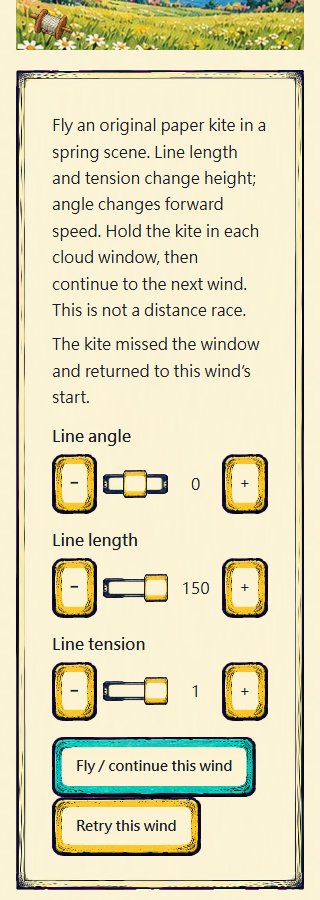 Fly an original paper kite in a
spring scene. Line length
and tension change height;
angle changes forward
speed. Hold the kite in each
cloud window, then
continue to the next wind.
This is not a distance race.
The kite missed the window
and returned to this wind's
start.
Line angle
− 0 +
Line length
− 150 +
Line tension
− 1 +
Fly / continue this wind
Retry this wind